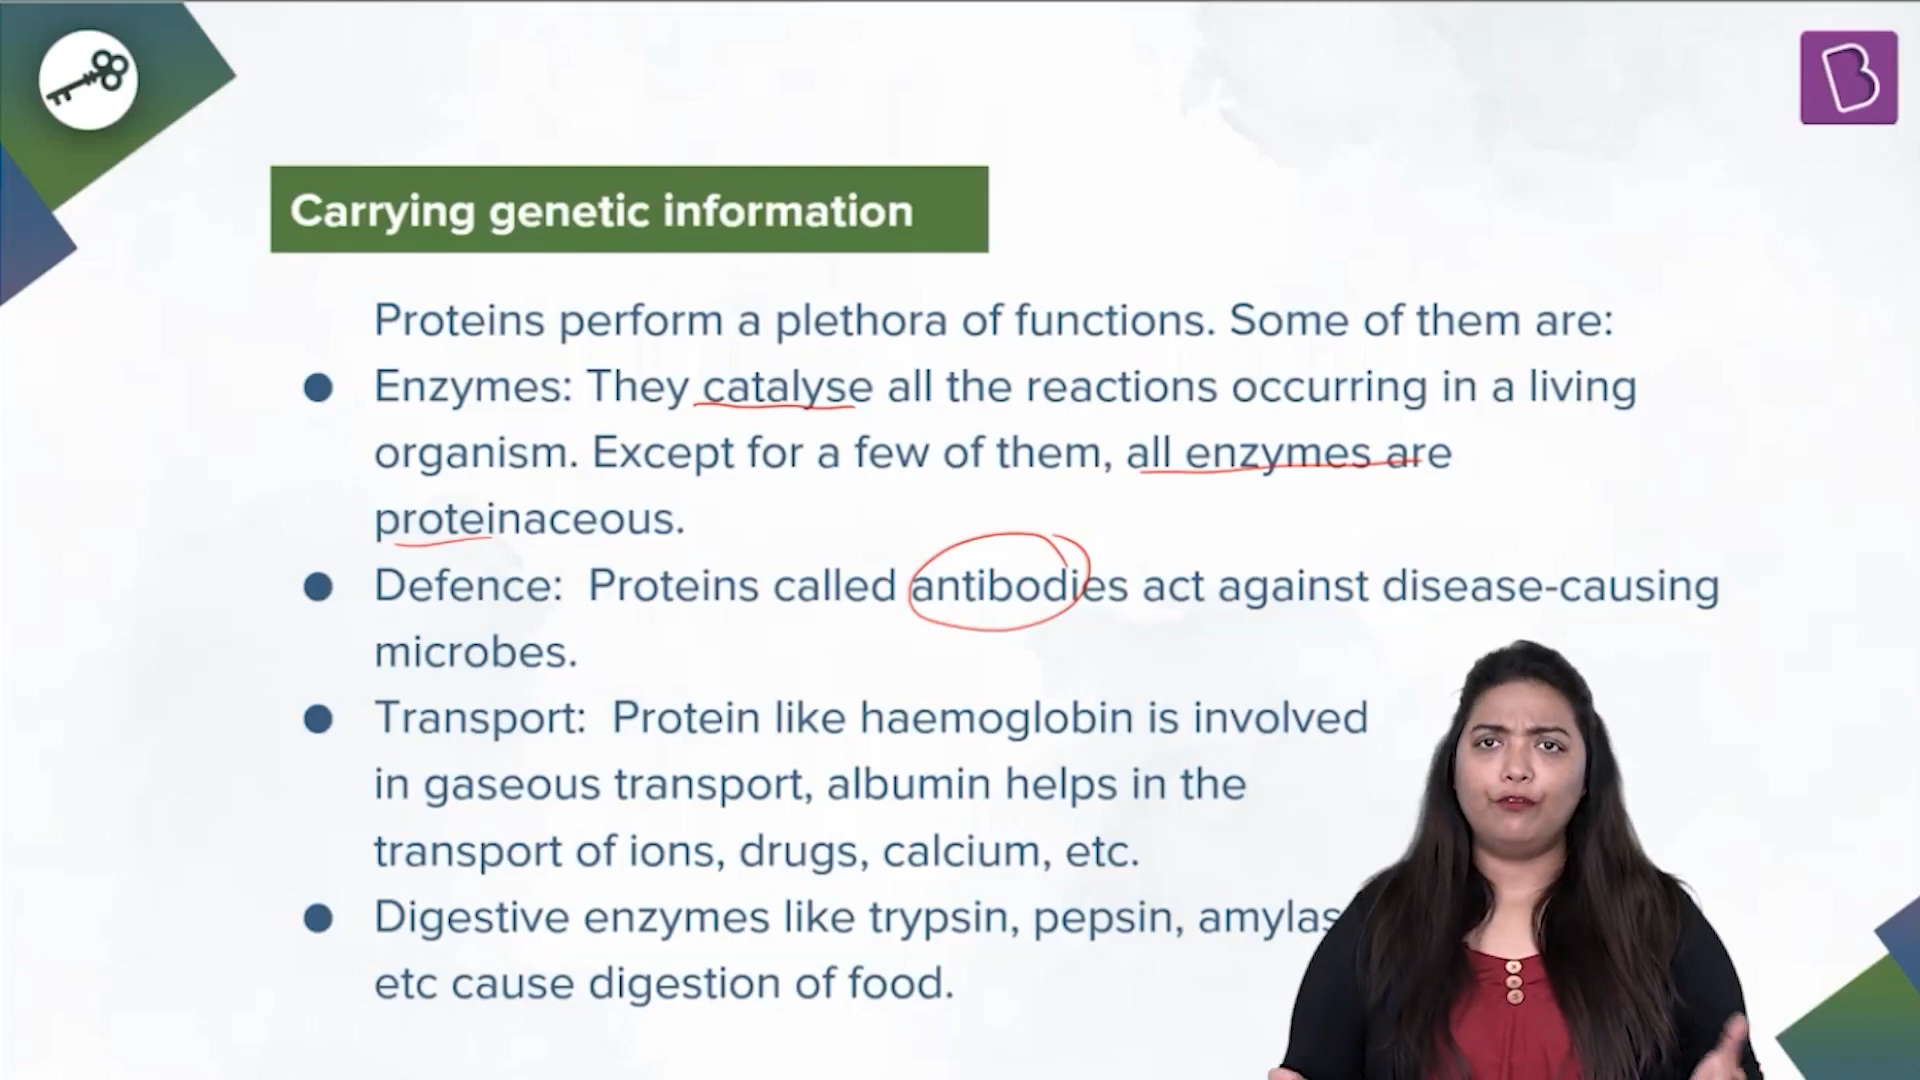 Carrying genetic information
Proteins perform a plethora of functions. Some of them are:
Enzymes: They catalyse all the reactions occurring in a living
organism. Except for a few of them, all enzymes are
proteinaceous.
Defence: Proteins called antibodies act against disease-causing
microbes.
Transport: Protein like haemoglobin is involved
in gaseous transport, albumin helps in the
transport of ions, drugs, calcium, etc.
Digestive enzymes like trypsin, pepsin,
etc cause digestion of food.